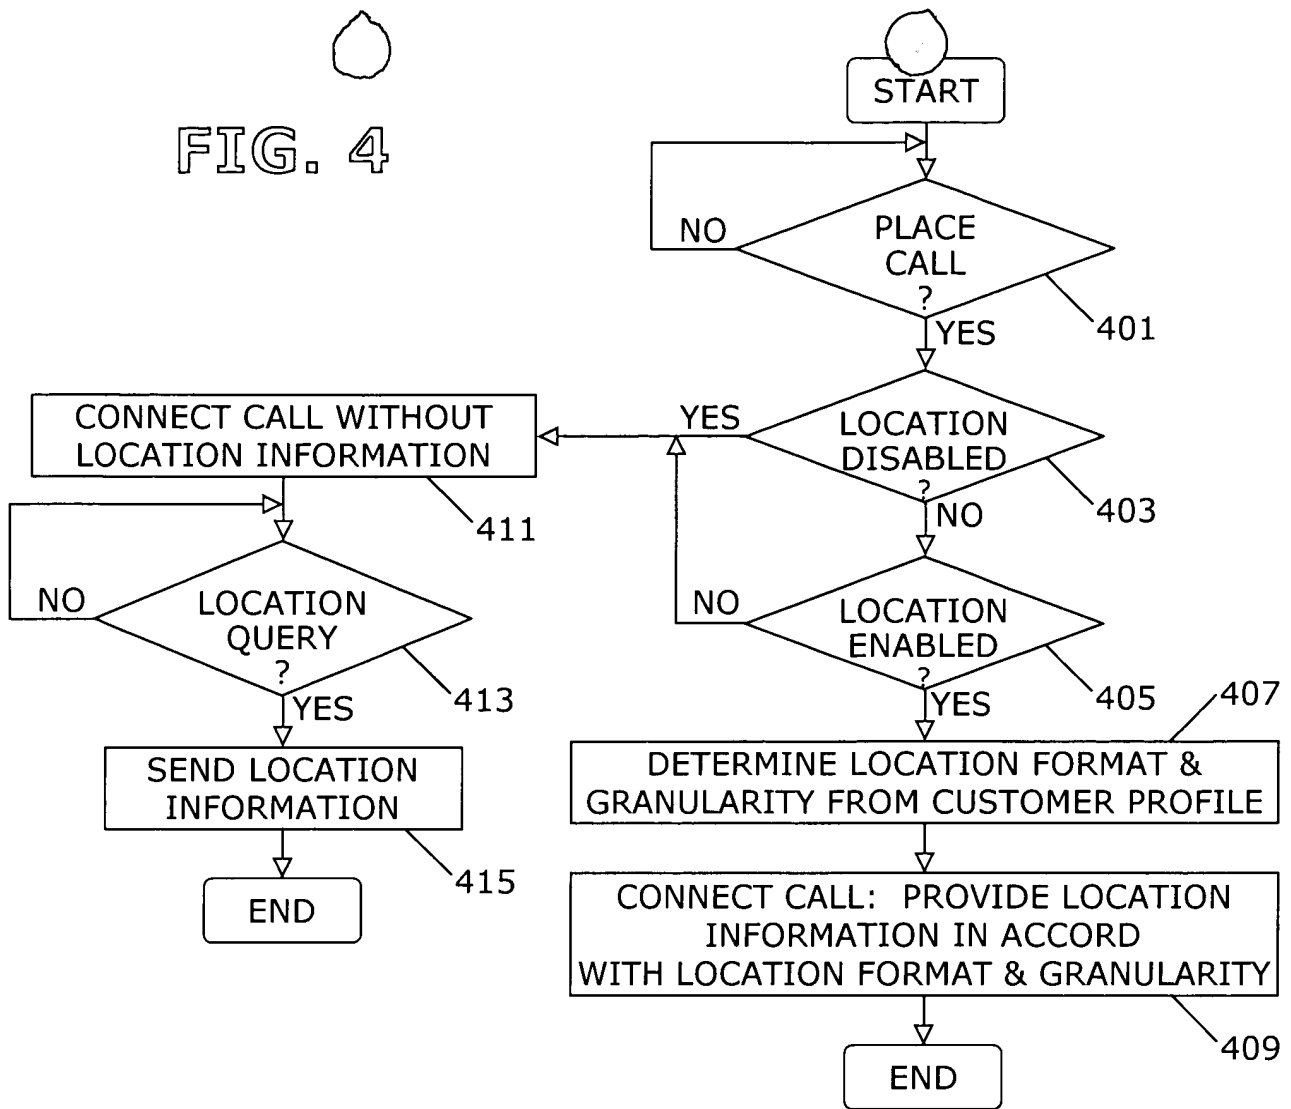 FIG. 4
START
NO
PLACE
CALL
?
401
YES
LOCATION
DISABLED
?
403
YES
NO
LOCATION
ENABLED
?
405
NO
YES
407
DETERMINE LOCATION FORMAT &
GRANULARITY FROM CUSTOMER PROFILE
CONNECT CALL: PROVIDE LOCATION
INFORMATION IN ACCORD
WITH LOCATION FORMAT & GRANULARITY
409
END
CONNECT CALL WITHOUT
LOCATION INFORMATION
411
NO
LOCATION
QUERY
?
413
YES
SEND LOCATION
INFORMATION
415
END